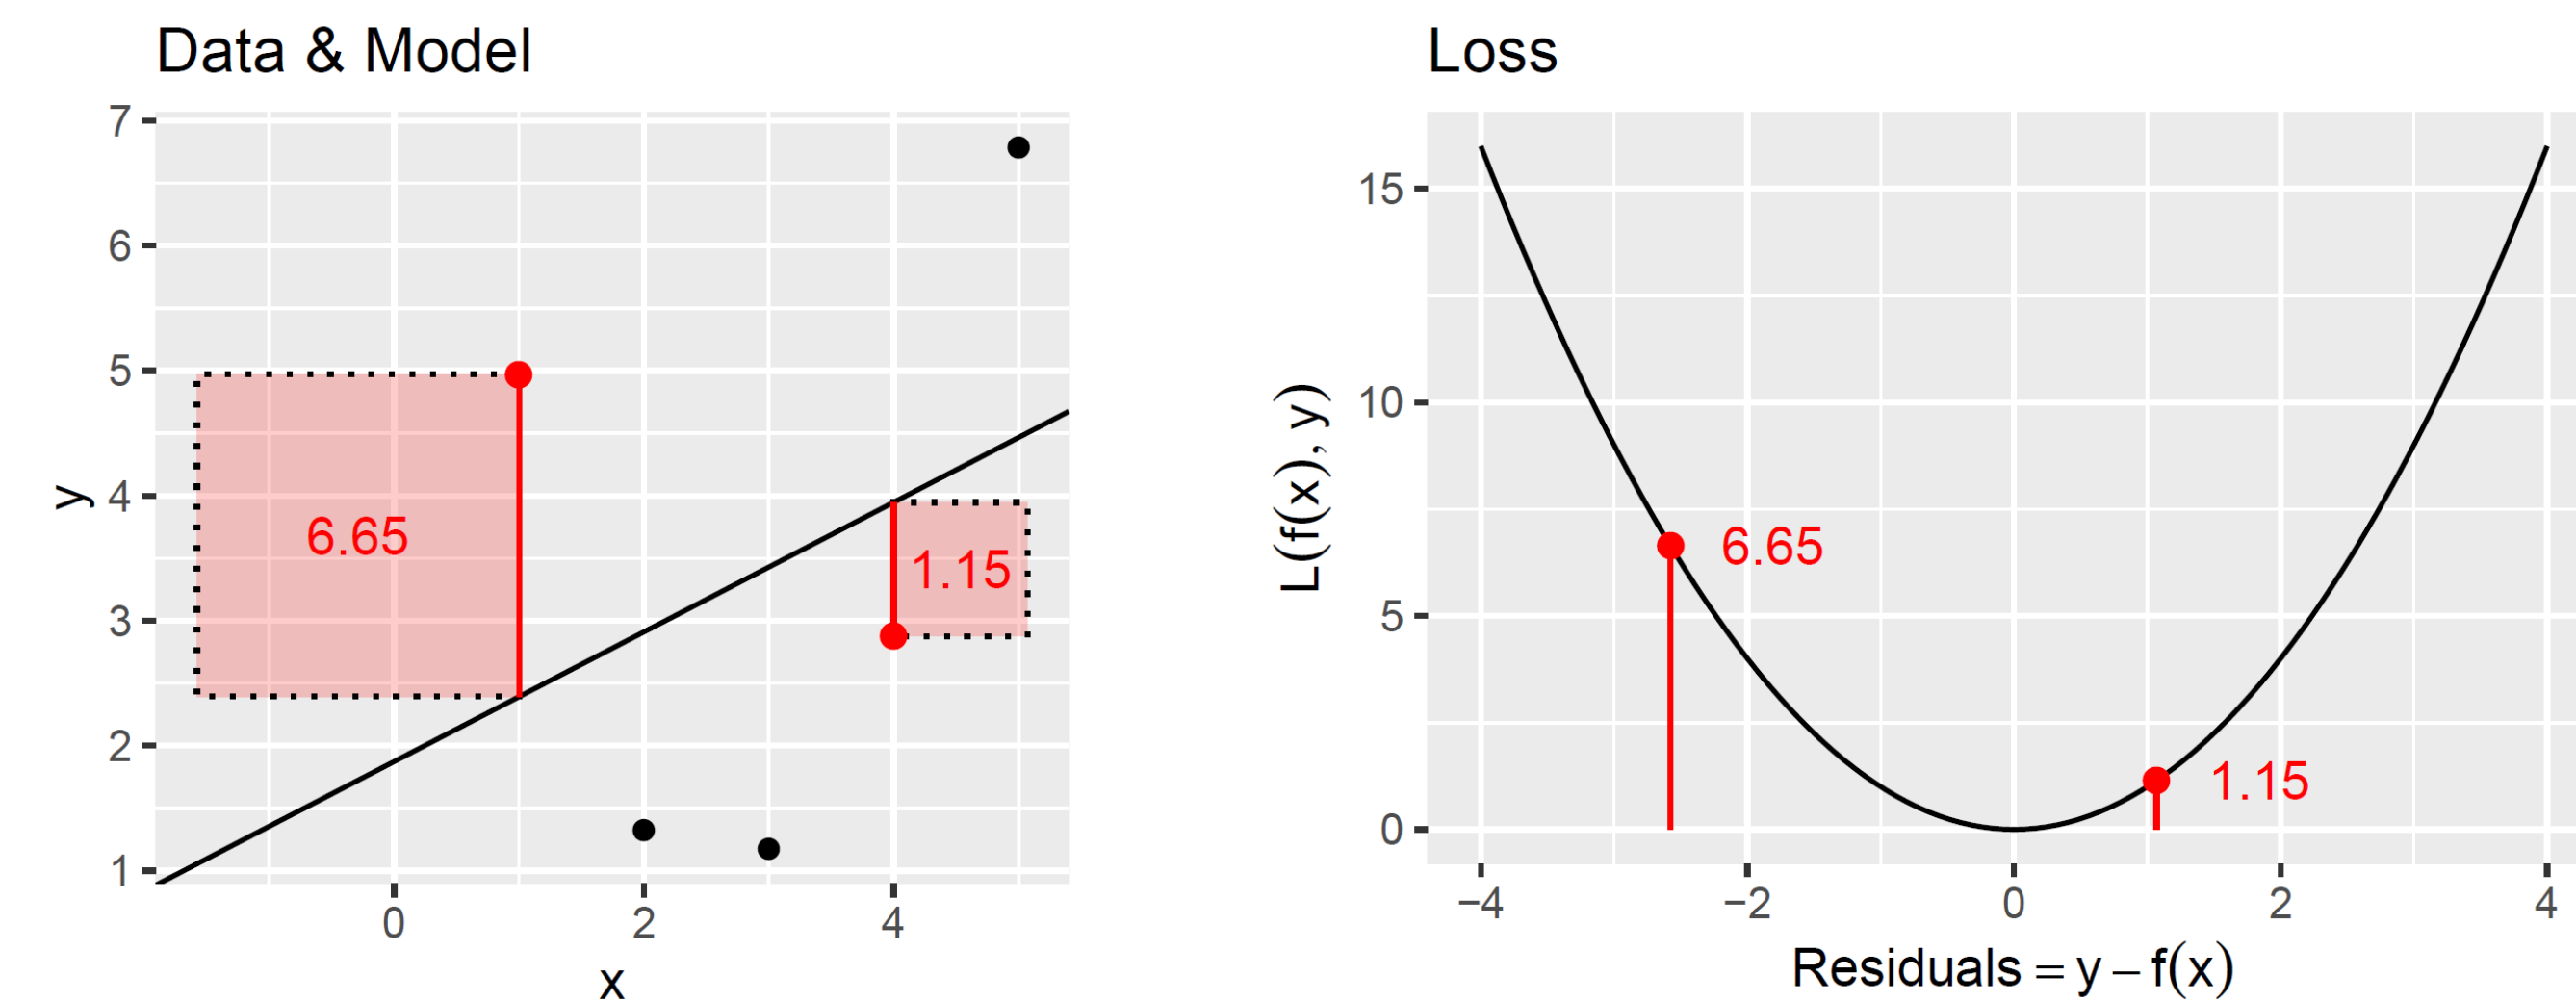 Data & Model
7
6
5
4
3
2
1
y
6.65
1.15
0 2 4
x
Loss
15
10
5
0
L(f(x), y)
6.65
1.15
−4 −2 0 2 4
Residuals = y − f(x)